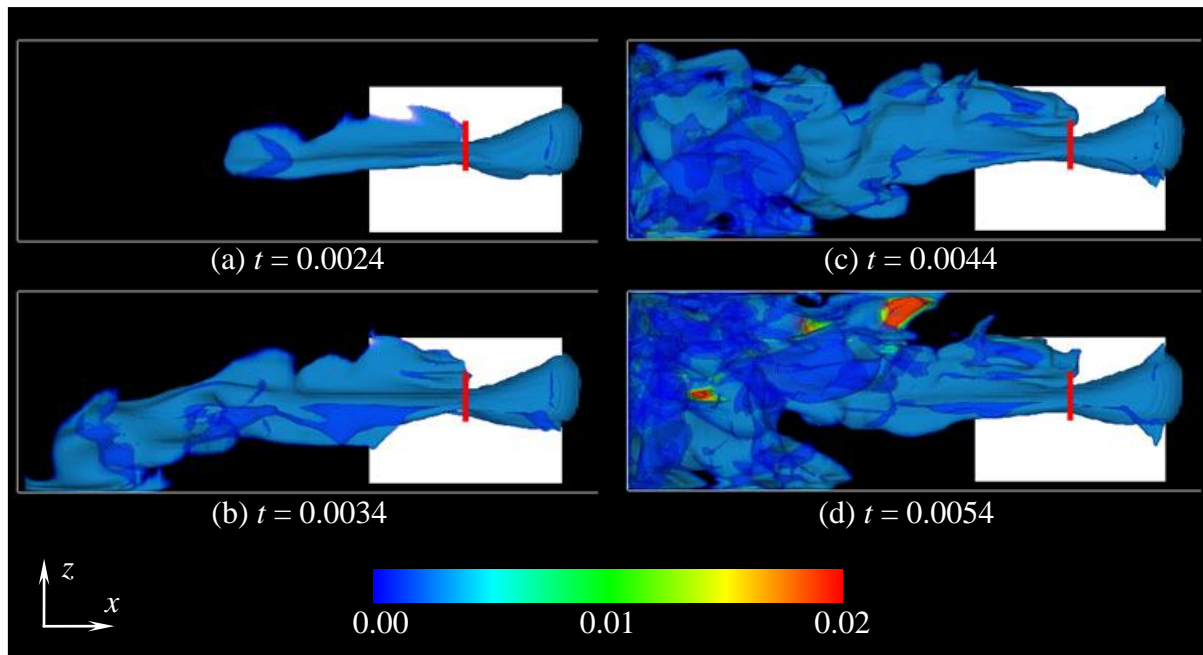 (a) t = 0.0024
(c) t = 0.0044
(b) t = 0.0034
(d) t = 0.0054
z
x
0.00 0.01 0.02